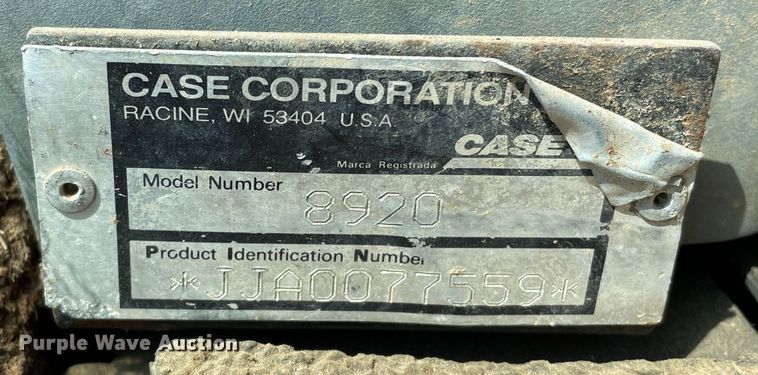 CASE CORPORATION
RACINE, WI 53404 U.S.A
CASE
Marca Registrada
Model Number
8920
Product Identification Number
*JJA0077559*
Purple Wave Auction